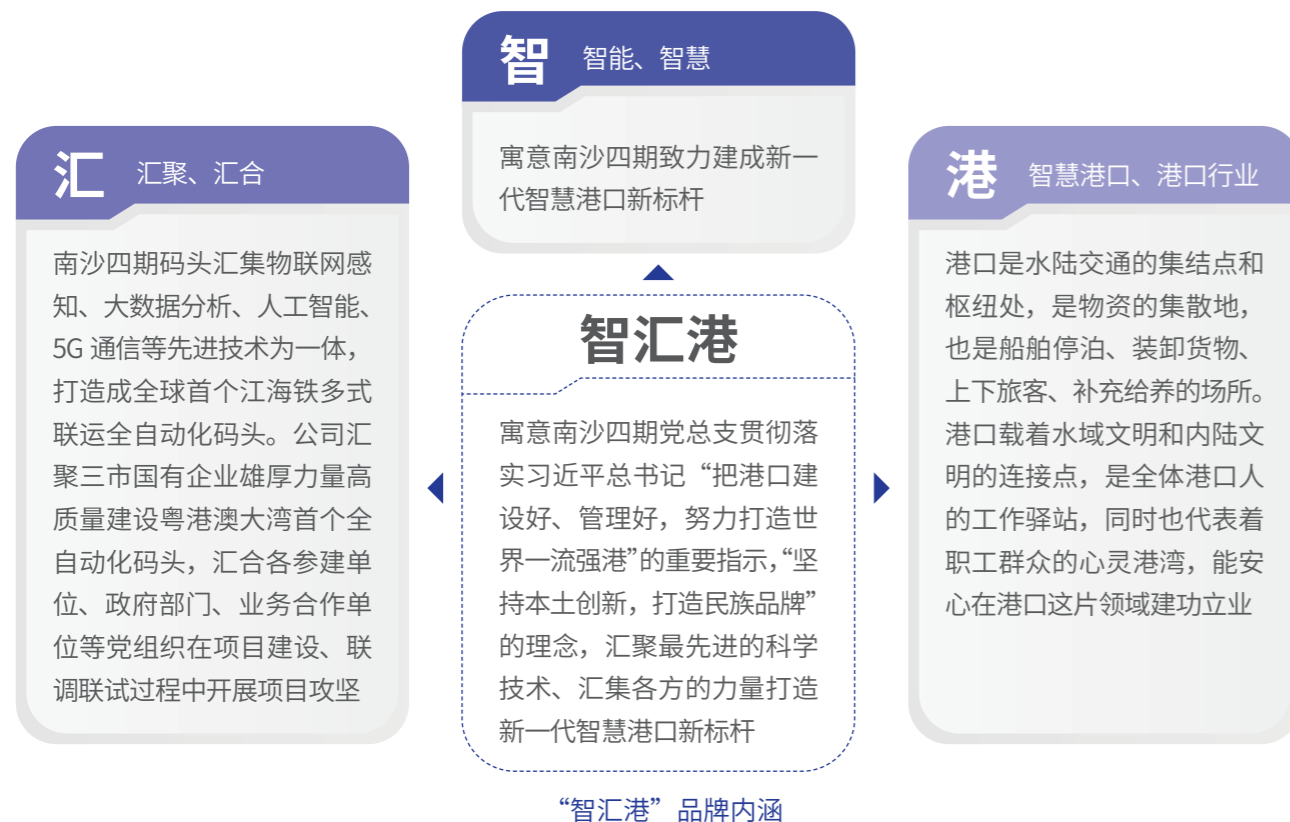 智 智能、智慧
寓意南沙四期致力建成新一
代智慧港口新标杆
汇 汇聚、汇合
南沙四期码头汇集物联网感
知、大数据分析、人工智能、
5G 通信等先进技术为一体，
打造成全球首个江海铁多式
联运全自动化码头。公司汇
聚三市国有企业雄厚力量高
质量建设粤港澳大湾首个全
自动化码头，汇合各参建单
位、政府部门、业务合作单
位等党组织在项目建设、联
调联试过程中开展项目攻坚
智汇港
寓意南沙四期党总支贯彻落
实习近平总书记“把港口建
设好、管理好，努力打造世
界一流强港”的重要指示，“坚
持本土创新，打造民族品牌”
的理念，汇聚最先进的科学
技术、汇集各方的力量打造
新一代智慧港口新标杆
港 智慧港口、港口行业
港口是水陆交通的集结点和
枢纽处，是物资的集散地，
也是船舶停泊、装卸货物、
上下旅客、补充给养的场所。
港口载着水域文明和内陆文
明的连接点，是全体港口人
的工作驿站，同时也代表着
职工群众的心灵港湾，能安
心在港口这片领域建功立业
“智汇港”品牌内涵